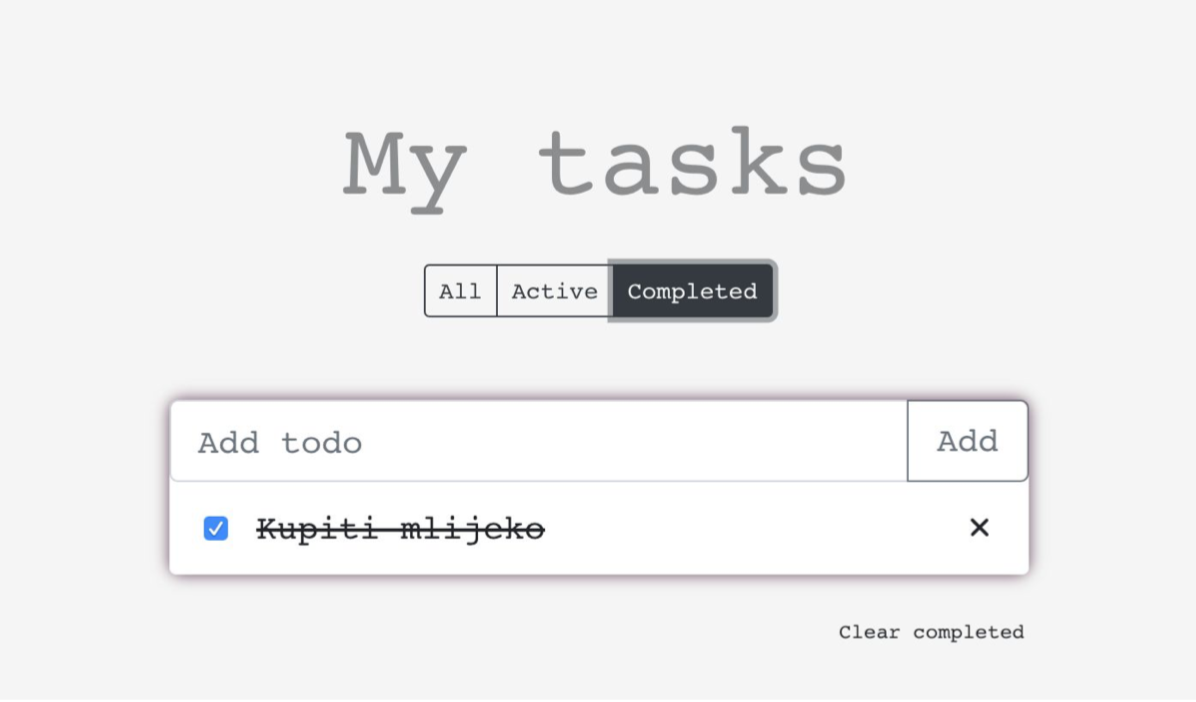 My tasks
All Active Completed
Add todo Add
Kupiti mlijeko
Clear completed